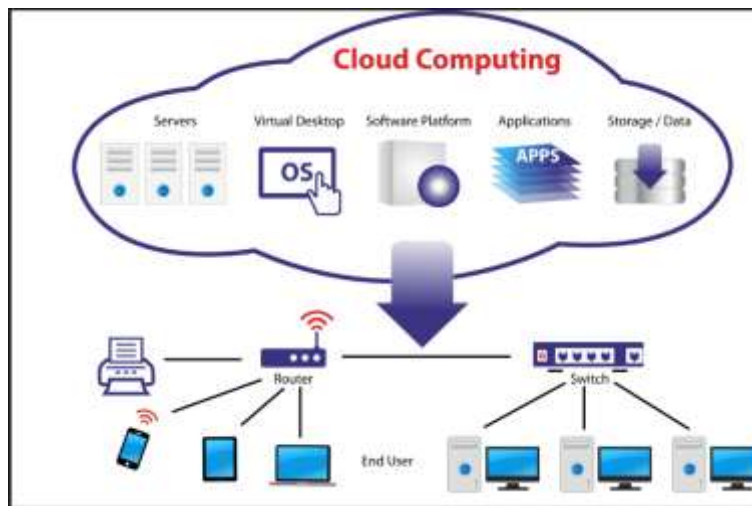 Cloud Computing
Servers
Virtual Desktop
Software Platform
Applications
Storage / Data
OS
APPS
Router
Switch
End User